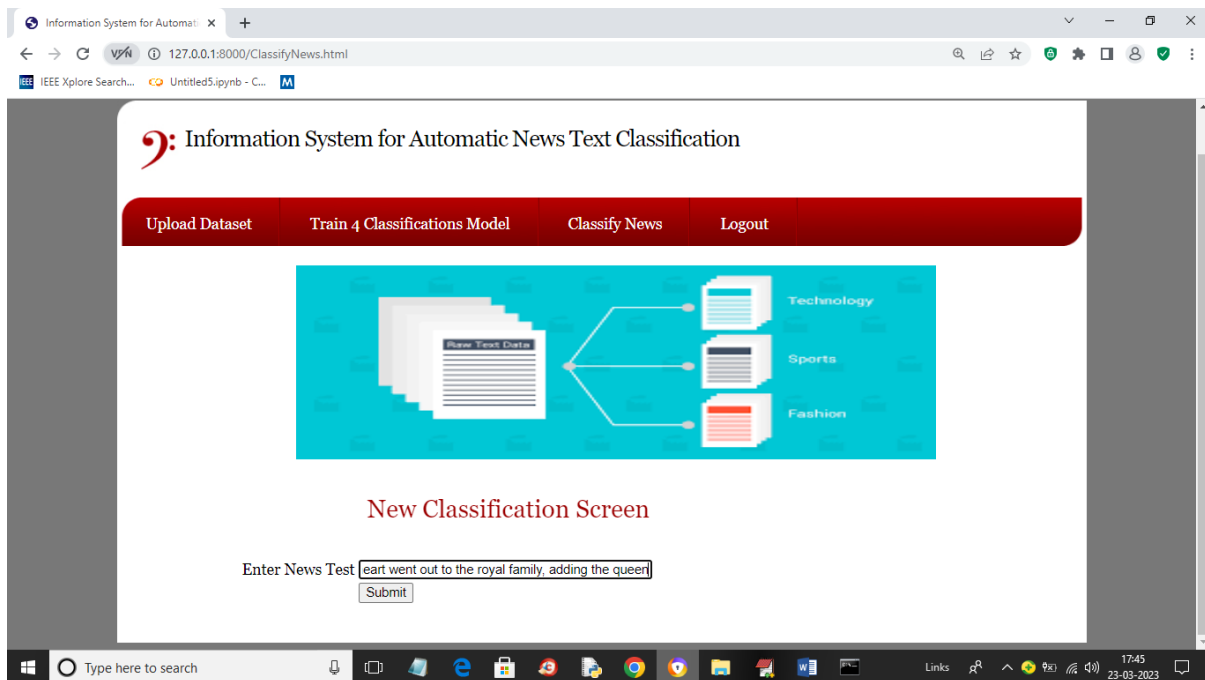 Information System for Automati
127.0.0.1:8000/ClassifyNews.html
IEEE IEEE Xplore Search... CO Untitled5.ipynb - C... M
Information System for Automatic News Text Classification
Upload Dataset Train 4 Classifications Model Classify News Logout
Technology
Raw Text Data
Sports
Fashion
New Classification Screen
Enter News Test eart went out to the royal family, adding the queen
Submit
Type here to search Links 17:45
23-03-2023